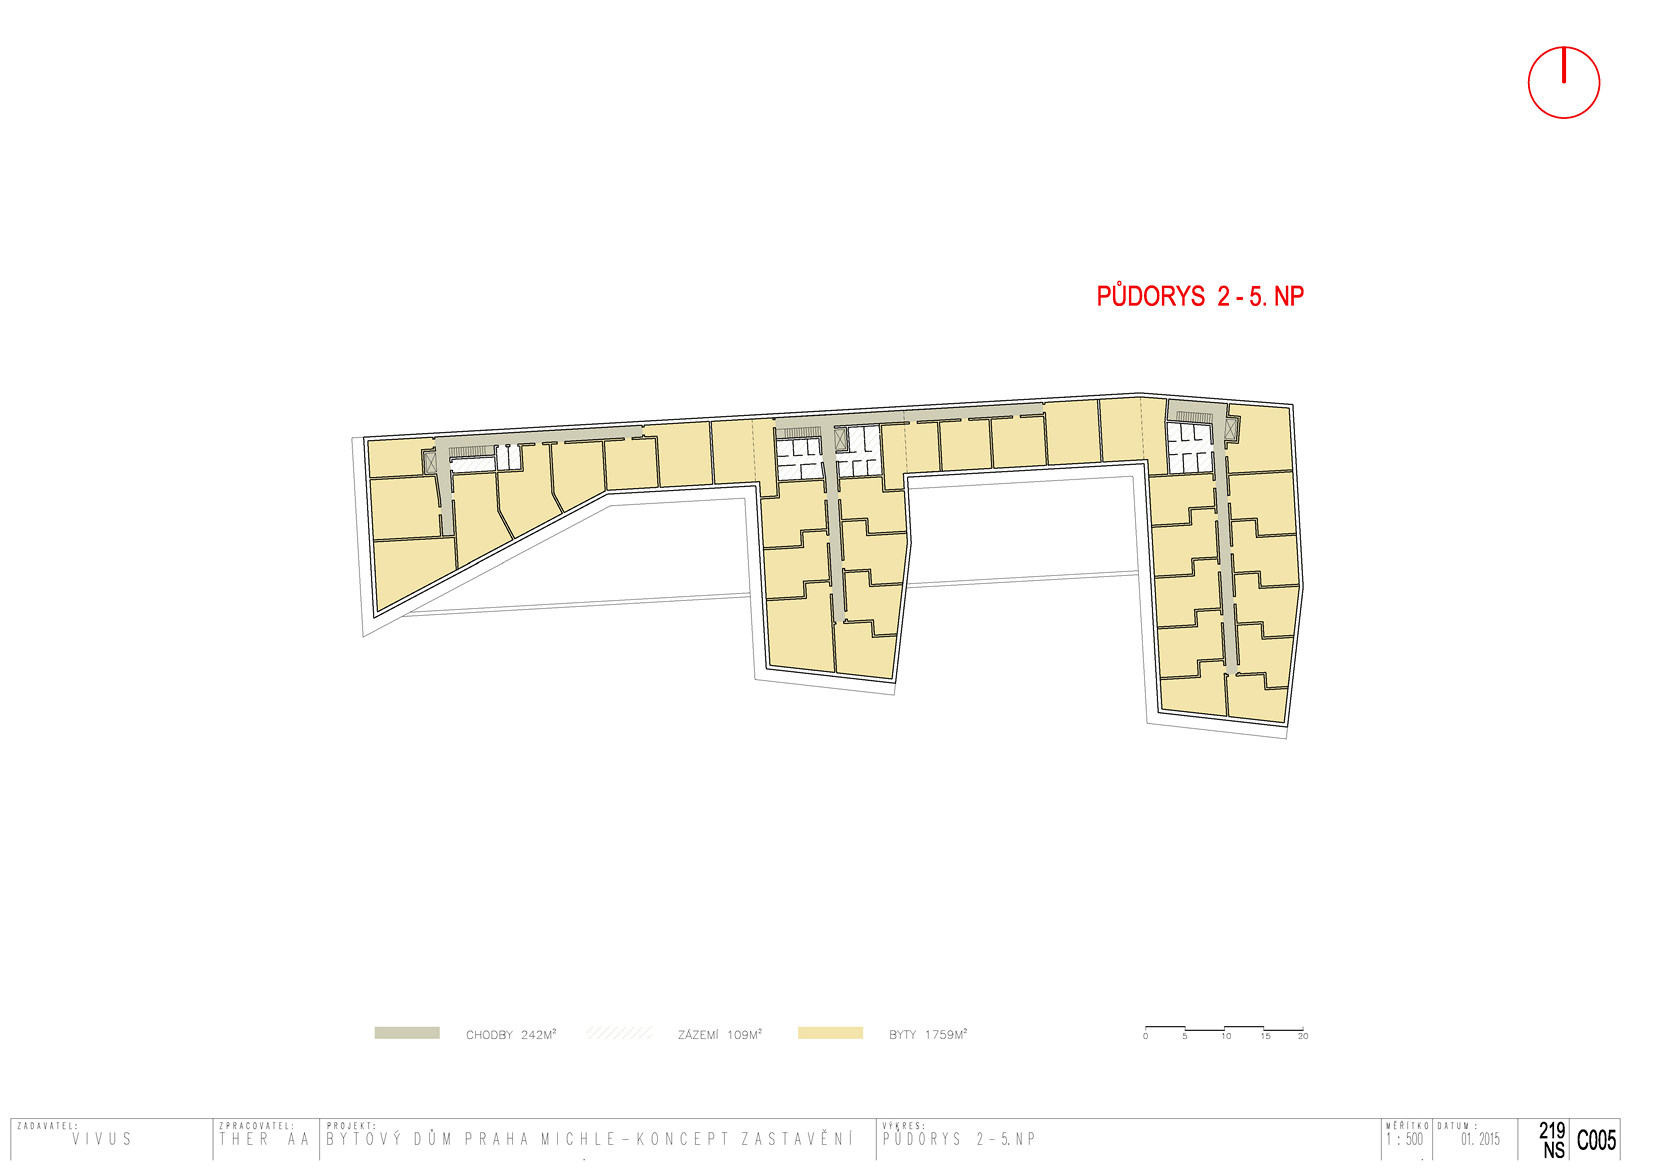 PŮDORYS 2 - 5. NP
CHODBY 242M²
ZÁZEMÍ 109M²
BYTY 1759M²
0 5 10 15 20
ZADAVATEL:
VIVUS
ZPRACOVATEL:
THER AA
PROJEKT:
BYTOVÝ DŮM PRAHA MICHLE-KONCEPT ZASTAVĚNÍ
VÝKRES:
PŮDORYS 2-5.NP
MĚŘÍTKO
1 : 500
DATUM :
01. 2015
219
NS
C005